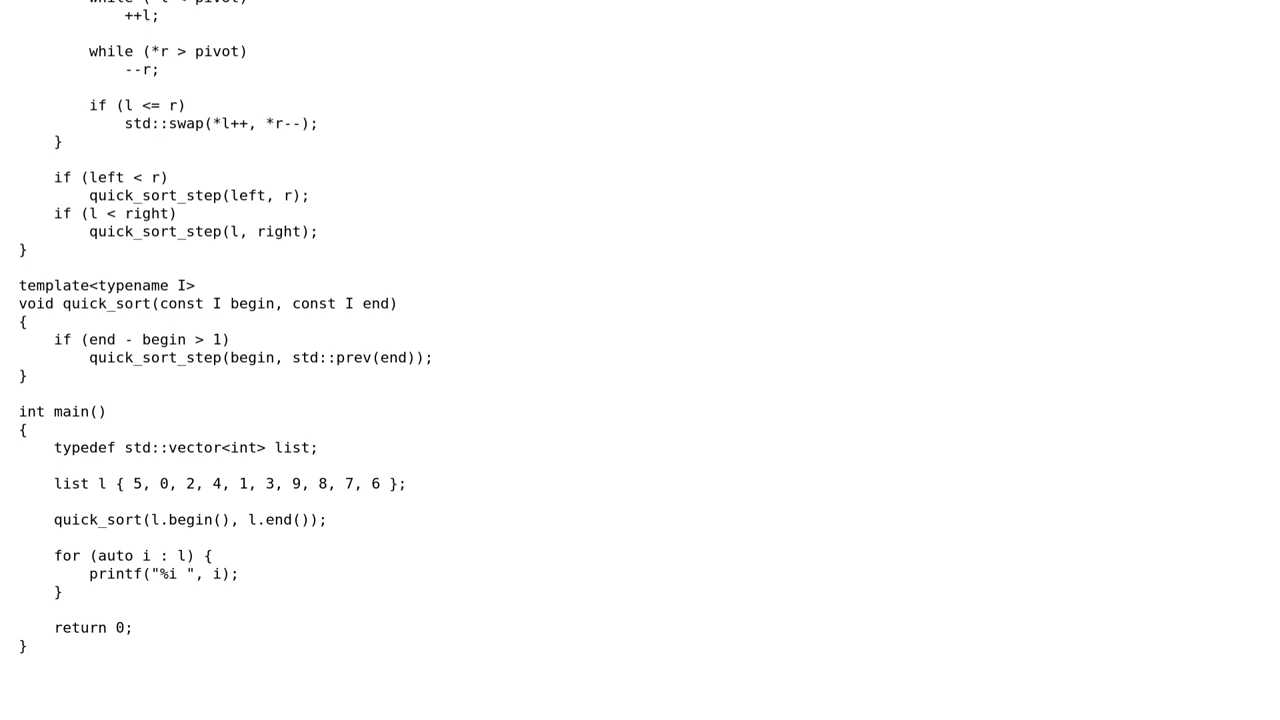 ++l;
while (*r > pivot)
--r;
if (l <= r)
std::swap(*l++, *r--);
}
if (left < r)
quick_sort_step(left, r);
if (l < right)
quick_sort_step(l, right);
}
template<typename I>
void quick_sort(const I begin, const I end)
{
if (end - begin > 1)
quick_sort_step(begin, std::prev(end));
}
int main()
{
typedef std::vector<int> list;
list l { 5, 0, 2, 4, 1, 3, 9, 8, 7, 6 };
quick_sort(l.begin(), l.end());
for (auto i : l) {
printf("%i ", i);
}
return 0;
}